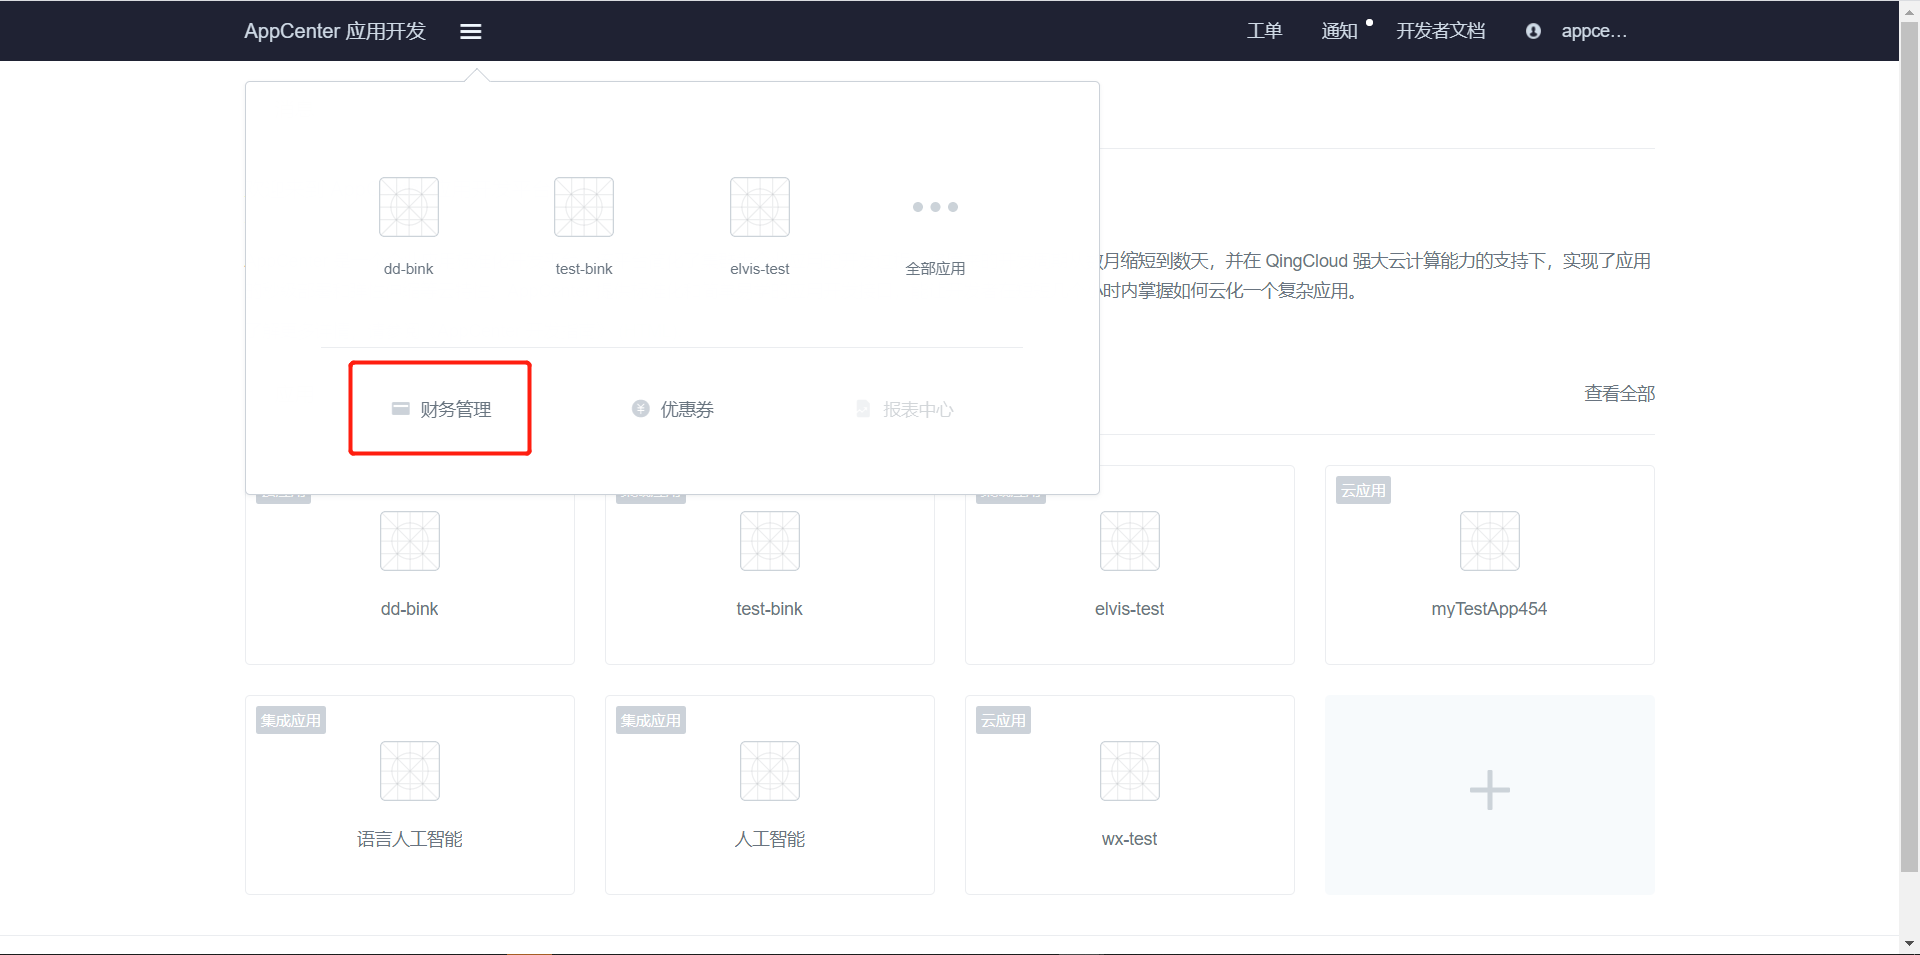 AppCenter 应用开发
工单
通知
开发者文档
appce...
dd-bink
test-bink
elvis-test
全部应用
月缩短到数天，并在 QingCloud 强大云计算能力的支持下，实现了应用
时内掌握如何云化一个复杂应用。
财务管理
优惠券
报表中心
查看全部
云应用
dd-bink
test-bink
elvis-test
myTestApp454
集成应用
集成应用
云应用
语言人工智能
人工智能
wx-test